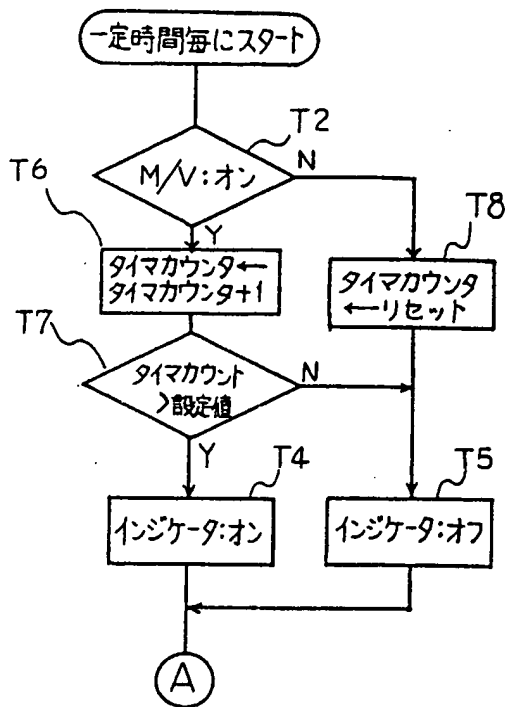 一定時間毎にスタート
T2
M/V:オン
N
Y
T6
タイマカウンタ←
タイマカウンタ+1
T8
タイマカウンタ
←リセット
T7
タイマカウント
>設定値
N
Y
T4
インジケータ:オン
T5
インジケータ:オフ
A